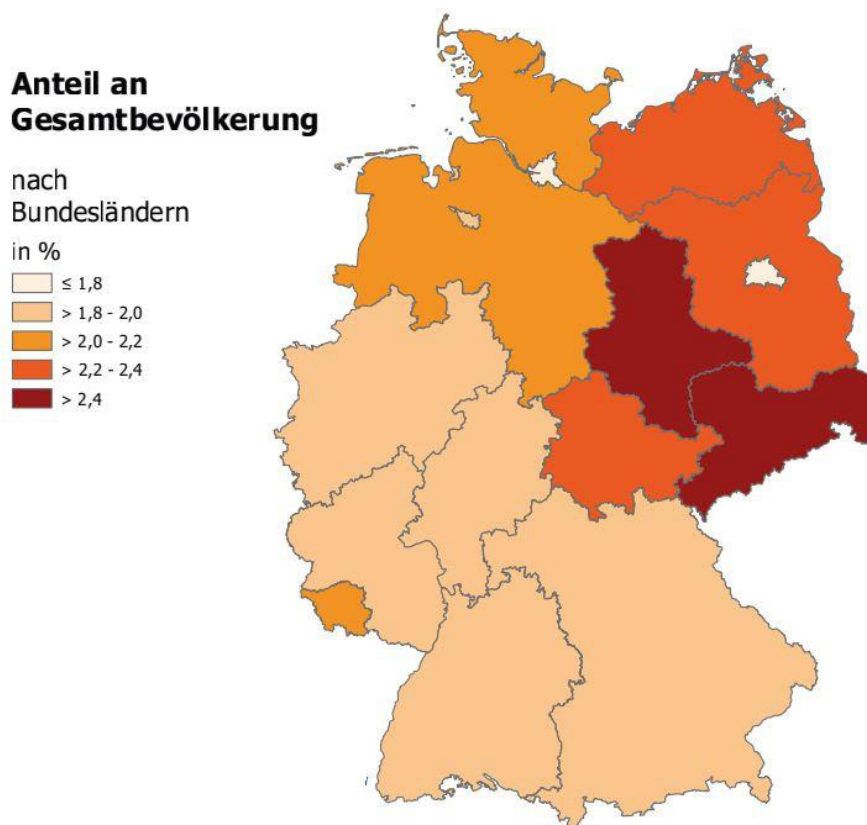 Anteil an
Gesamtbevölkerung
nach
Bundesländern
in %
≤ 1,8
> 1,8 - 2,0
> 2,0 - 2,2
> 2,2 - 2,4
> 2,4